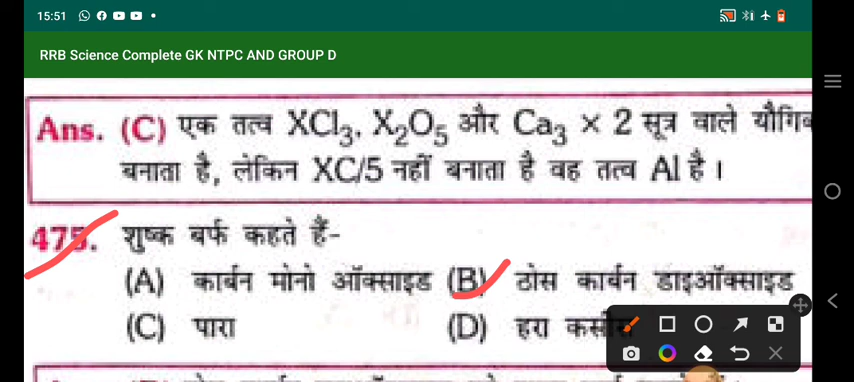 15:51
RRB Science Complete GK NTPC AND GROUP D
Ans. (C) एक तत्व XCl3, X2O5 और Ca3 × 2 सूत्र वाले
बनाता है, लेकिन XC/5 नहीं बनाता है वह तत्व Al है।
475. शुष्क बर्फ कहते हैं-
(A) कार्बन मोनो ऑक्साइड (B) ठोस कार्बन डाइऑक्साइड
(C) पारा (D) हरा